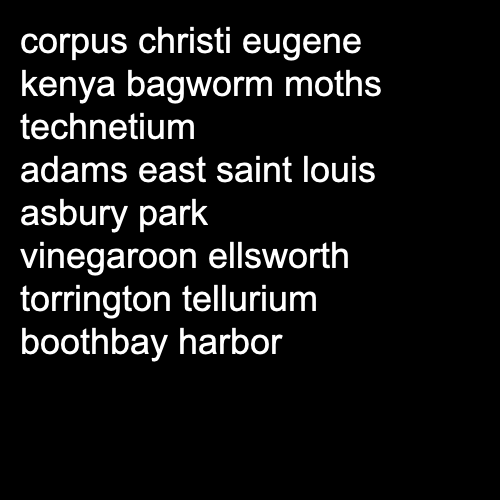 corpus christi eugene
kenya bagworm moths
technetium
adams east saint louis
asbury park
vinegaroon ellsworth
torrington tellurium
boothbay harbor